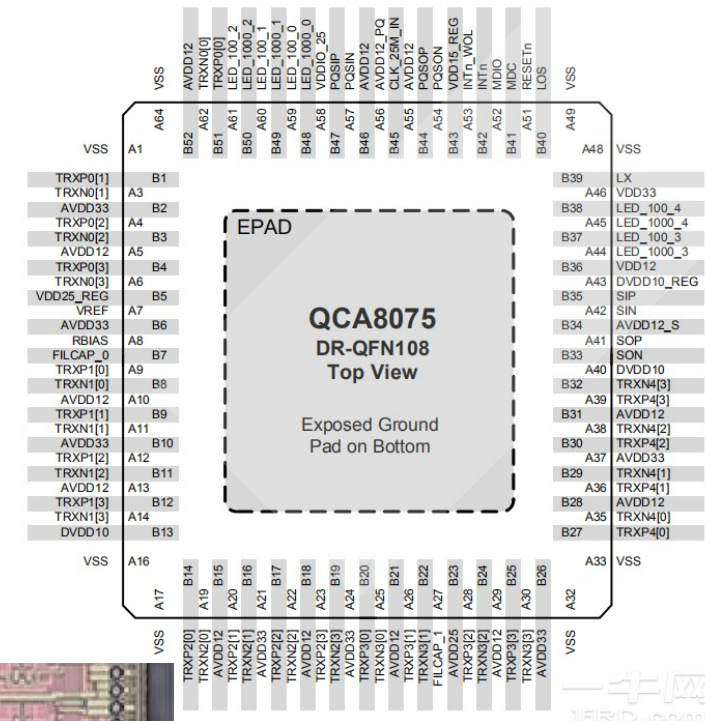 VSS A64
AVDD12 B52
TRXN0[0] A62
TRXP0[0] B51
LED_100_2 A61
LED_1000_2 B50
LED_100_1 A60
LED_1000_1 B49
LED_100_0 A59
LED_1000_0 B48
VDDIO_25 A58
PQSIP B47
PQSIN A57
AVDD12 B46
AVDD12_PQ A56
CLK_25M_IN B45
AVDD12 A55
PQSOP B44
PQSON A54
VDD15_REG B43
INTn_WOL A53
INTn B42
MDIO A52
MDC B41
RESETn A51
LOS B40
VSS A49
VSS A1
TRXP0[1] B1
TRXN0[1] A3
AVDD33 B2
TRXP0[2] A4
TRXN0[2] B3
AVDD12 A5
TRXP0[3] B4
TRXN0[3] A6
VDD25_REG B5
VREF A7
AVDD33 B6
RBIAS A8
FILCAP_0 B7
TRXP1[0] A9
TRXN1[0] B8
AVDD12 A10
TRXP1[1] B9
TRXN1[1] A11
AVDD33 B10
TRXP1[2] A12
TRXN1[2] B11
AVDD12 A13
TRXP1[3] B12
TRXN1[3] A14
DVDD10 B13
VSS A16
EPAD
QCA8075
DR-QFN108
Top View
Exposed Ground
Pad on Bottom
A48 VSS
B39 LX
A46 VDD33
B38 LED_100_4
A45 LED_1000_4
B37 LED_100_3
A44 LED_1000_3
B36 VDD12
A43 DVDD10_REG
B35 SIP
A42 SIN
B34 AVDD12_S
A41 SOP
B33 SON
A40 DVDD10
B32 TRXN4[3]
A39 TRXP4[3]
B31 AVDD12
A38 TRXN4[2]
B30 TRXP4[2]
A37 AVDD33
B29 TRXN4[1]
A36 TRXP4[1]
B28 AVDD12
A35 TRXN4[0]
B27 TRXP4[0]
A33 VSS
A17 VSS
B14 TRXP2[0]
A19 TRXN2[0]
B15 AVDD12
A20 TRXP2[1]
B16 TRXN2[1]
A21 AVDD33
B17 TRXP2[2]
A22 TRXN2[2]
B18 AVDD12
A23 TRXP2[3]
B19 TRXN2[3]
A24 AVDD33
B20 TRXP3[0]
A25 TRXN3[0]
B21 AVDD12
A26 TRXP3[1]
B22 TRXN3[1]
A27 FILCAP_1
B23 AVDD25
A28 TRXP3[2]
B24 TRXN3[2]
A29 AVDD12
B25 TRXP3[3]
A30 TRXN3[3]
B26 AVDD33
A32 VSS